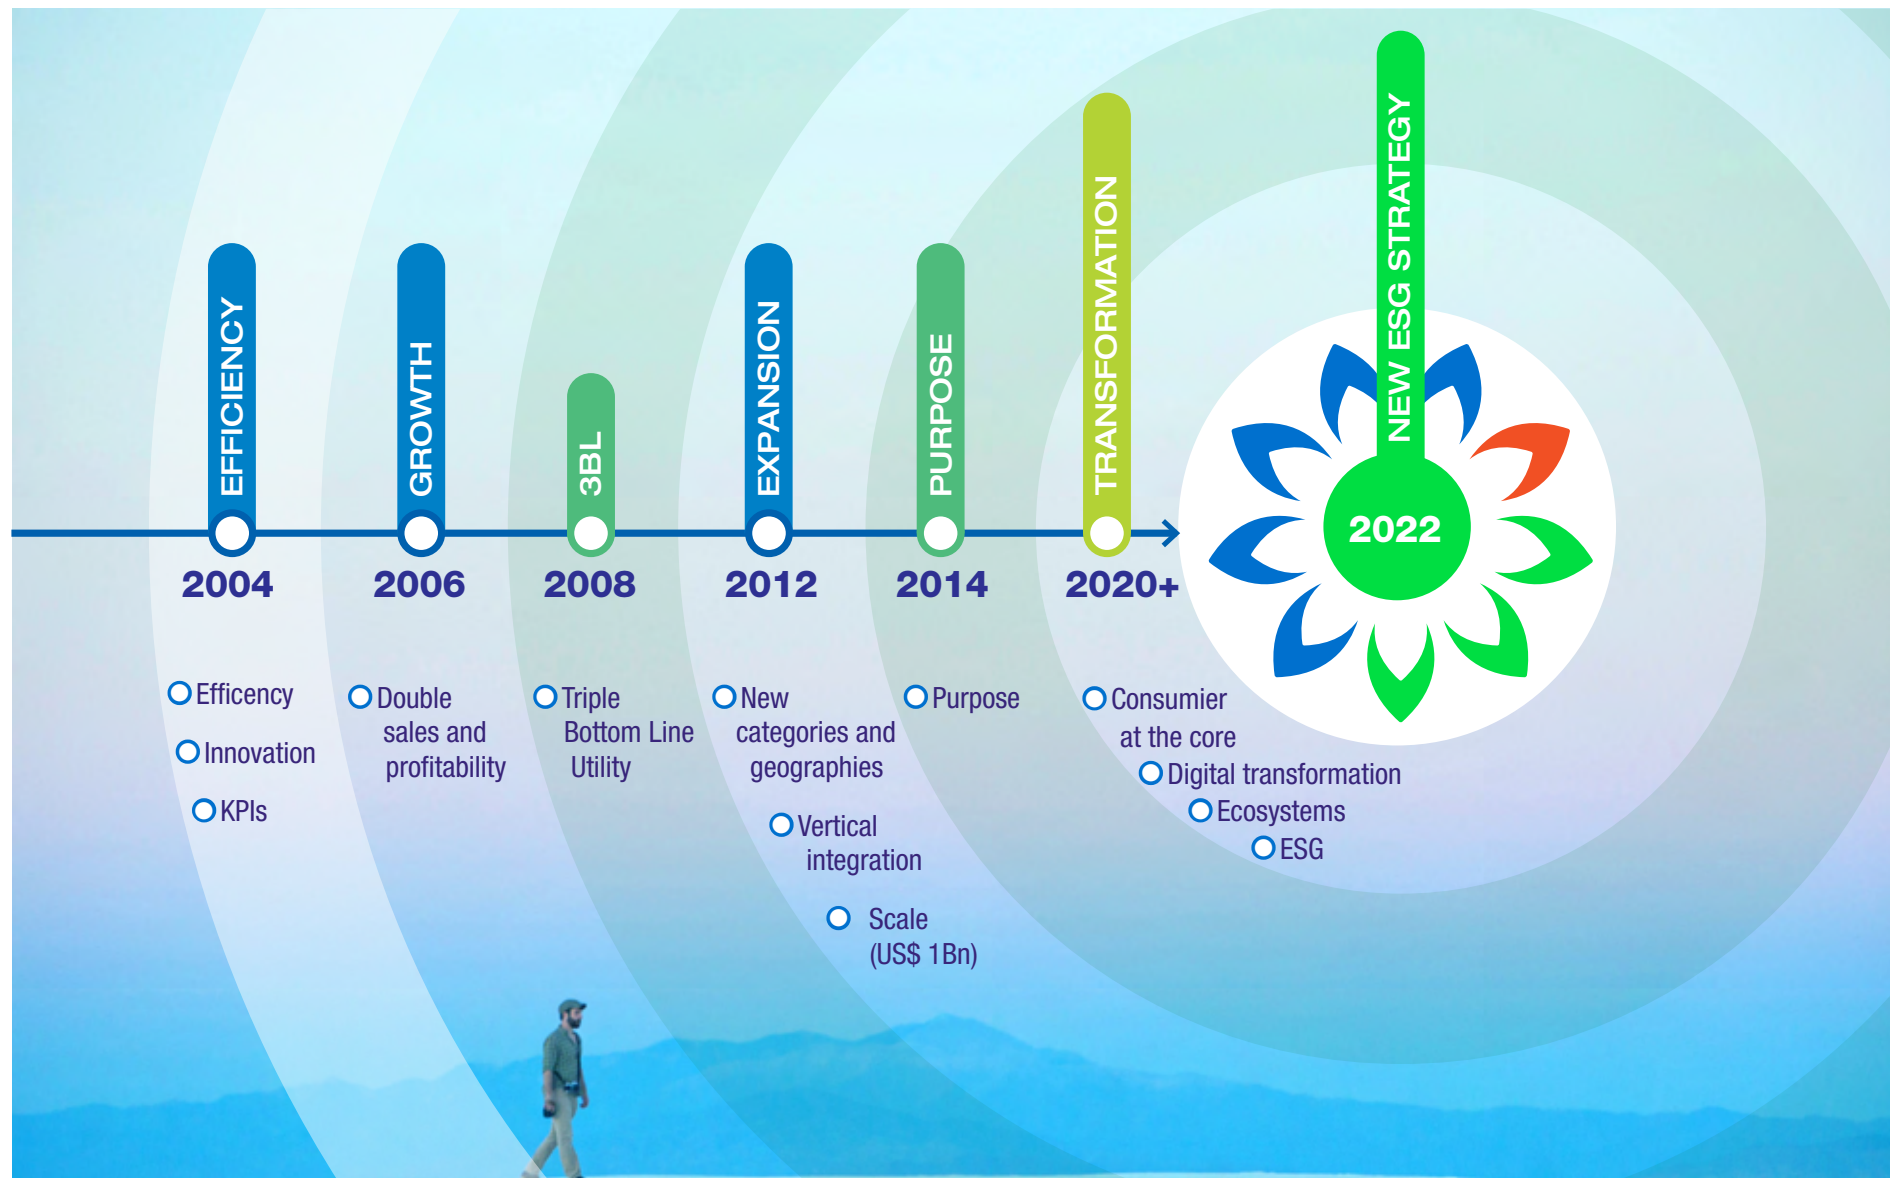 EFFICIENCY
GROWTH
3BL
EXPANSION
PURPOSE
TRANSFORMATION
NEW ESG STRATEGY
2004
2006
2008
2012
2014
2020+
2022
Efficency
Innovation
KPIs
Double
sales and
profitability
Triple
Bottom Line
Utility
New
categories and
geographies
Vertical
integration
Scale
(US$ 1Bn)
Purpose
Consumier
at the core
Digital transformation
Ecosystems
ESG